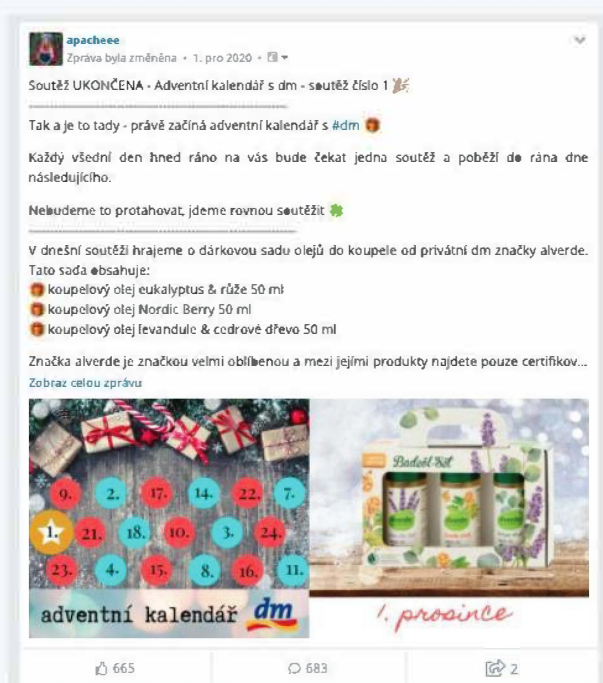 apacheee
Zpráva byla změněna • 1. pro 2020 •
Soutěž UKONČENA - Adventní kalendář s dm - soutěž číslo 1
Tak a je to tady - právě začíná adventní kalendář s #dm
Každý všední den hned ráno na vás bude čekat jedna soutěž a poběží do rána dne
následujícího.
Nebudeme to protahovat, jdeme rovnou soutěžit
V dnešní soutěži hrajeme o dárkovou sadu olejů do koupele od privátní dm značky alverde.
Tato sada obsahuje:
koupelový olej eukalyptus & růže 50 ml
koupelový olej Nordic Berry 50 ml
koupelový olej levandule & cedrové dřevo 50 ml
Značka alverde je značkou velmi oblíbenou a mezi jejími produkty najdete pouze certifikov...
Zobraz celou zprávu
9. 2. 17. 14. 22. 7.
1. 21. 18. 10. 3. 24.
23. 4. 15. 8. 16. 11.
adventní kalendář dm
Badeöl-Set
1. prosince
665 683 2